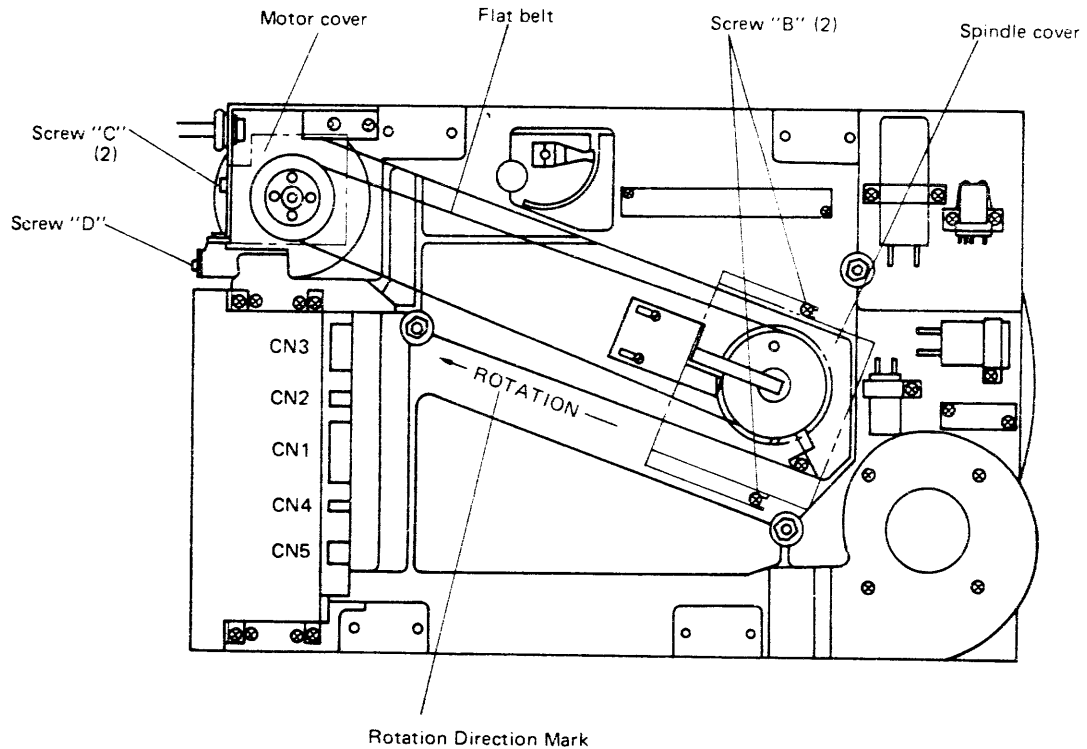 Motor cover
Flat belt
Screw "B" (2)
Spindle cover
Screw "C"
(2)
Screw "D"
CN3
CN2
CN1
CN4
CN5
ROTATION
Rotation Direction Mark